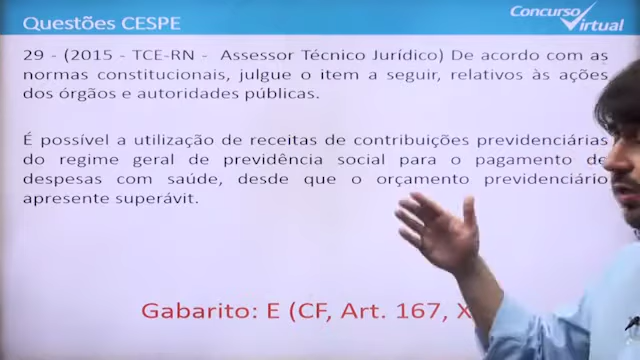 Questões CESPE
Concurso
Virtual
29 - (2015 - TCE-RN - Assessor Técnico Jurídico) De acordo com as
normas constitucionais, julgue o item a seguir, relativos às ações
dos órgãos e autoridades públicas.
É possível a utilização de receitas de contribuições previdenciárias
do regime geral de previdência social para o pagamento de
despesas com saúde, desde que o orçamento previdenciário
apresente superávit.
Gabarito: E (CF, Art. 167, X